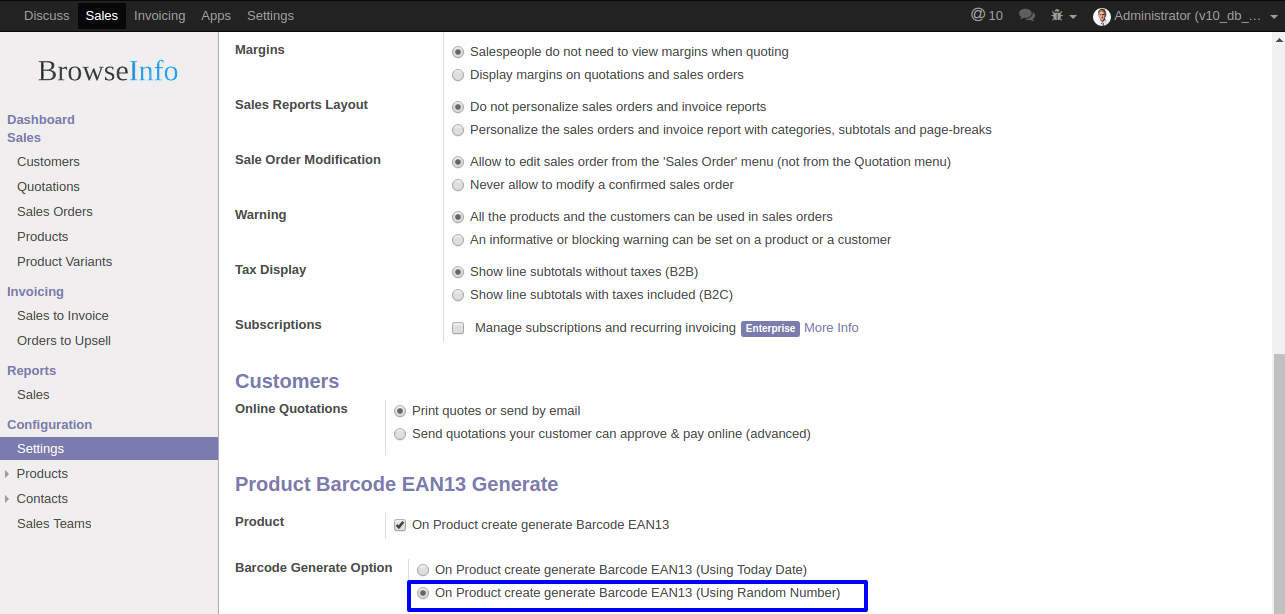 Discuss Sales Invoicing Apps Settings @ 10 Administrator (v10_db_...
BrowseInfo
Dashboard
Sales
Customers
Quotations
Sales Orders
Products
Product Variants
Invoicing
Sales to Invoice
Orders to Upsell
Reports
Sales
Configuration
Settings
Products
Contacts
Sales Teams
Margins
Salespeople do not need to view margins when quoting
Display margins on quotations and sales orders
Sales Reports Layout
Do not personalize sales orders and invoice reports
Personalize the sales orders and invoice report with categories, subtotals and page-breaks
Sale Order Modification
Allow to edit sales order from the 'Sales Order' menu (not from the Quotation menu)
Never allow to modify a confirmed sales order
Warning
All the products and the customers can be used in sales orders
An informative or blocking warning can be set on a product or a customer
Tax Display
Show line subtotals without taxes (B2B)
Show line subtotals with taxes included (B2C)
Subscriptions
Manage subscriptions and recurring invoicing Enterprise More Info
Customers
Online Quotations
Print quotes or send by email
Send quotations your customer can approve & pay online (advanced)
Product Barcode EAN13 Generate
Product
On Product create generate Barcode EAN13
Barcode Generate Option
On Product create generate Barcode EAN13 (Using Today Date)
On Product create generate Barcode EAN13 (Using Random Number)